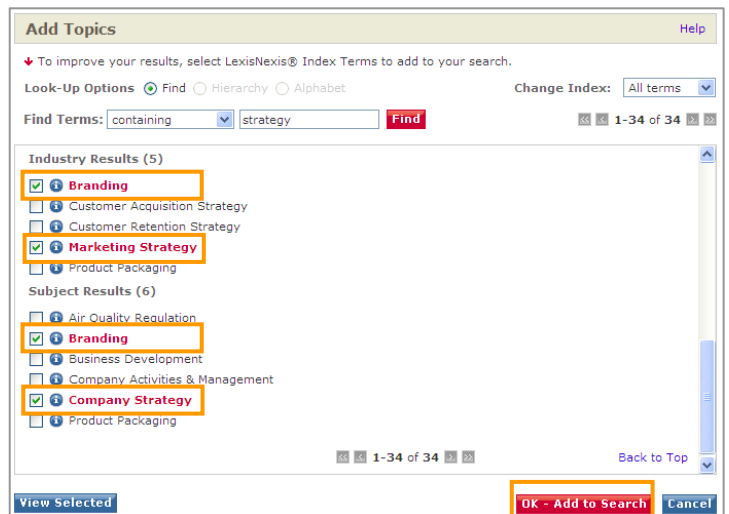 Add Topics Help
To improve your results, select LexisNexis® Index Terms to add to your search.
Look-Up Options Find Hierarchy Alphabet Change Index: All terms
Find Terms: containing strategy Find 1-34 of 34
Industry Results (5)
Branding
Customer Acquisition Strategy
Customer Retention Strategy
Marketing Strategy
Product Packaging
Subject Results (6)
Air Quality Regulation
Branding
Business Development
Company Activities & Management
Company Strategy
Product Packaging
1-34 of 34 Back to Top
View Selected OK - Add to Search Cancel